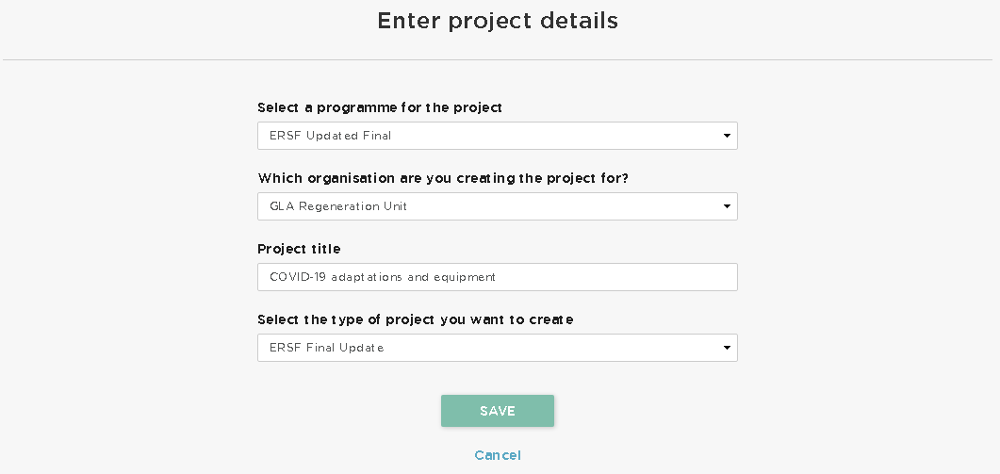 Enter project details
Select a programme for the project
ERSF Updated Final
Which organisation are you creating the project for?
GLA Regeneration Unit
Project title
COVID-19 adaptations and equipment
Select the type of project you want to create
ERSF Final Update
SAVE
Cancel